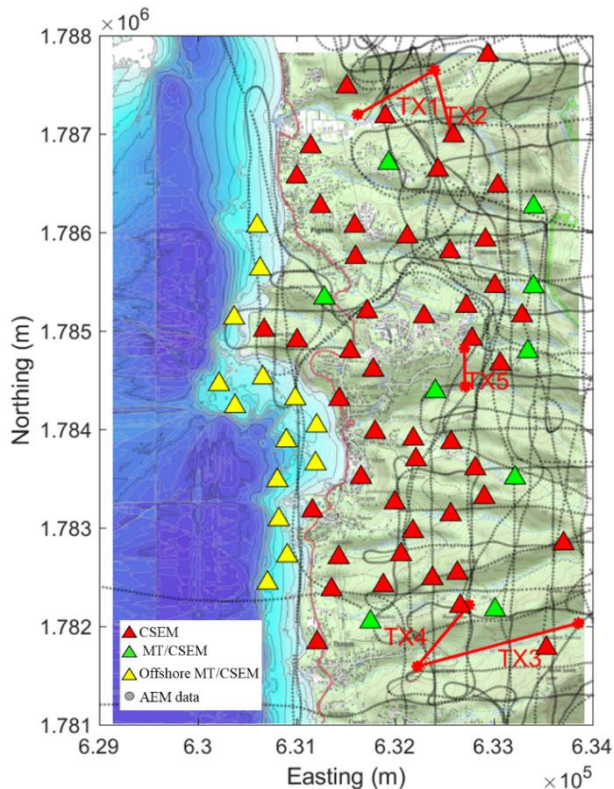 × 10⁶
1.788
1.787
1.786
1.785
1.784
1.783
1.782
1.781
Northing (m)
TX1
TX2
TX5
TX4
TX3
CSEM
MT/CSEM
Offshore MT/CSEM
AEM data
6.29
6.3
6.31
6.32
6.33
6.34
Easting (m)
× 10⁵